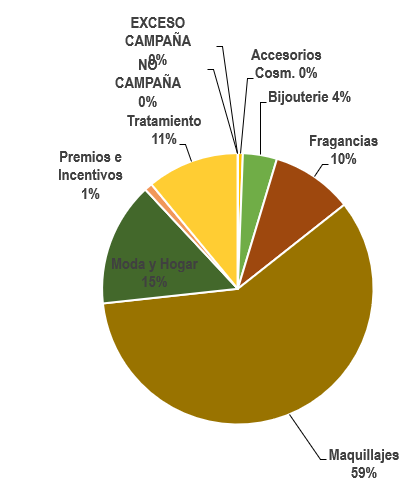 EXCESO
CAMPAÑA
0%
NO
CAMPAÑA
0%
Accesorios
Cosm. 0%
Bijouterie 4%
Tratamiento
11%
Fragancias
10%
Premios e
Incentivos
1%
Moda y Hogar
15%
Maquillajes
59%